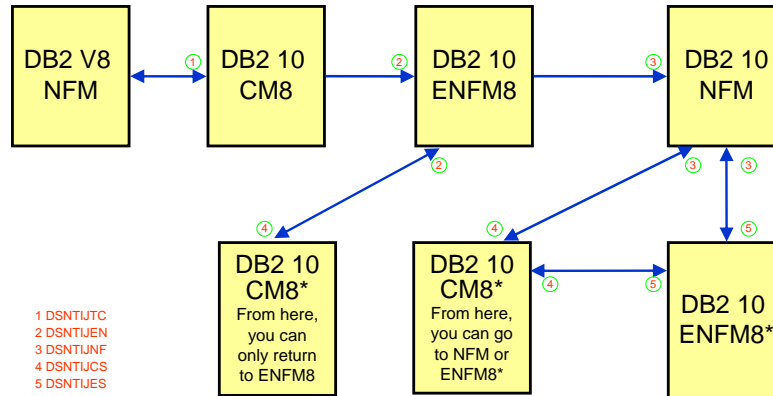 DB2 V8
NFM
1
DB2 10
CM8
2
DB2 10
ENFM8
3
DB2 10
NFM
2
3
3
4
4
5
DB2 10
CM8*
From here,
you can
only return
to ENFM8
DB2 10
CM8*
From here,
you can go
to NFM or
ENFM8*
4
5
DB2 10
ENFM8*
1 DSNTIJTC
2 DSNTIJEN
3 DSNTIJNF
4 DSNTIJCS
5 DSNTIJES